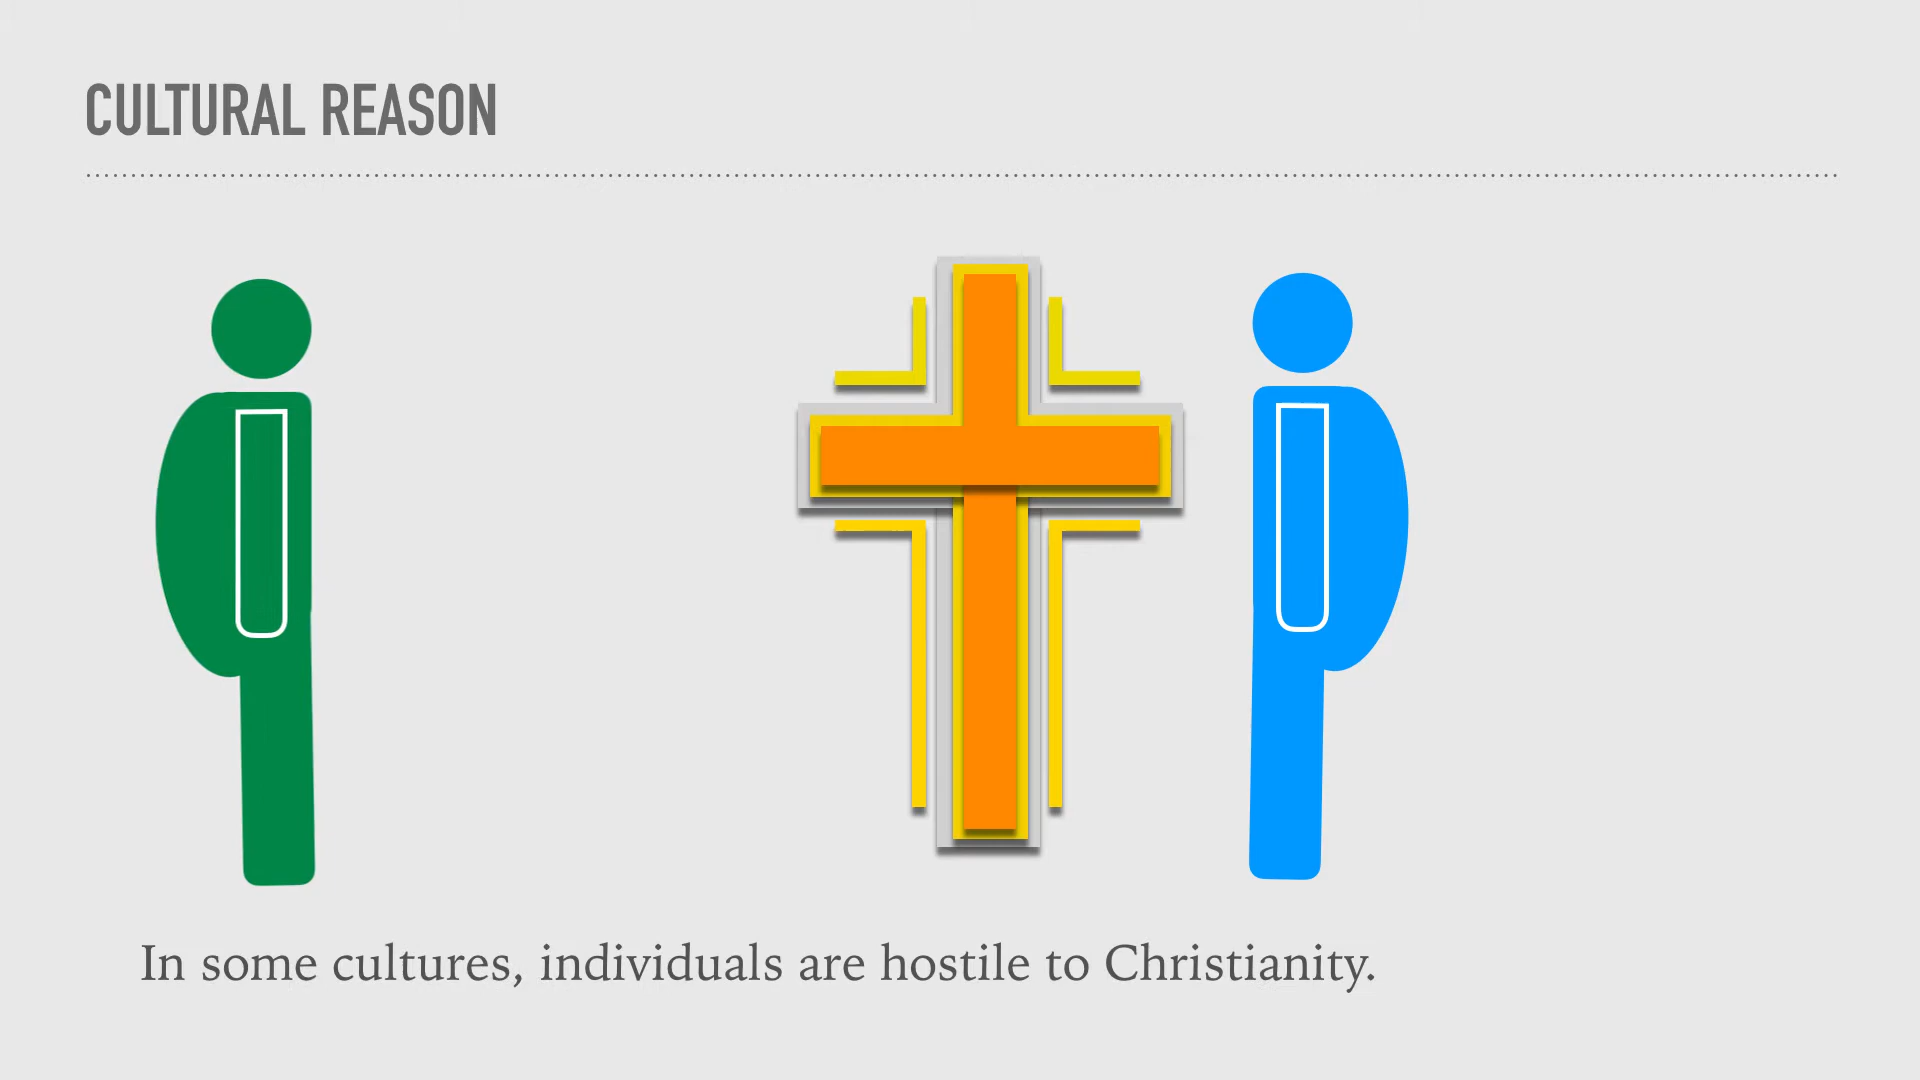 CULTURAL REASON
In some cultures, individuals are hostile to Christianity.